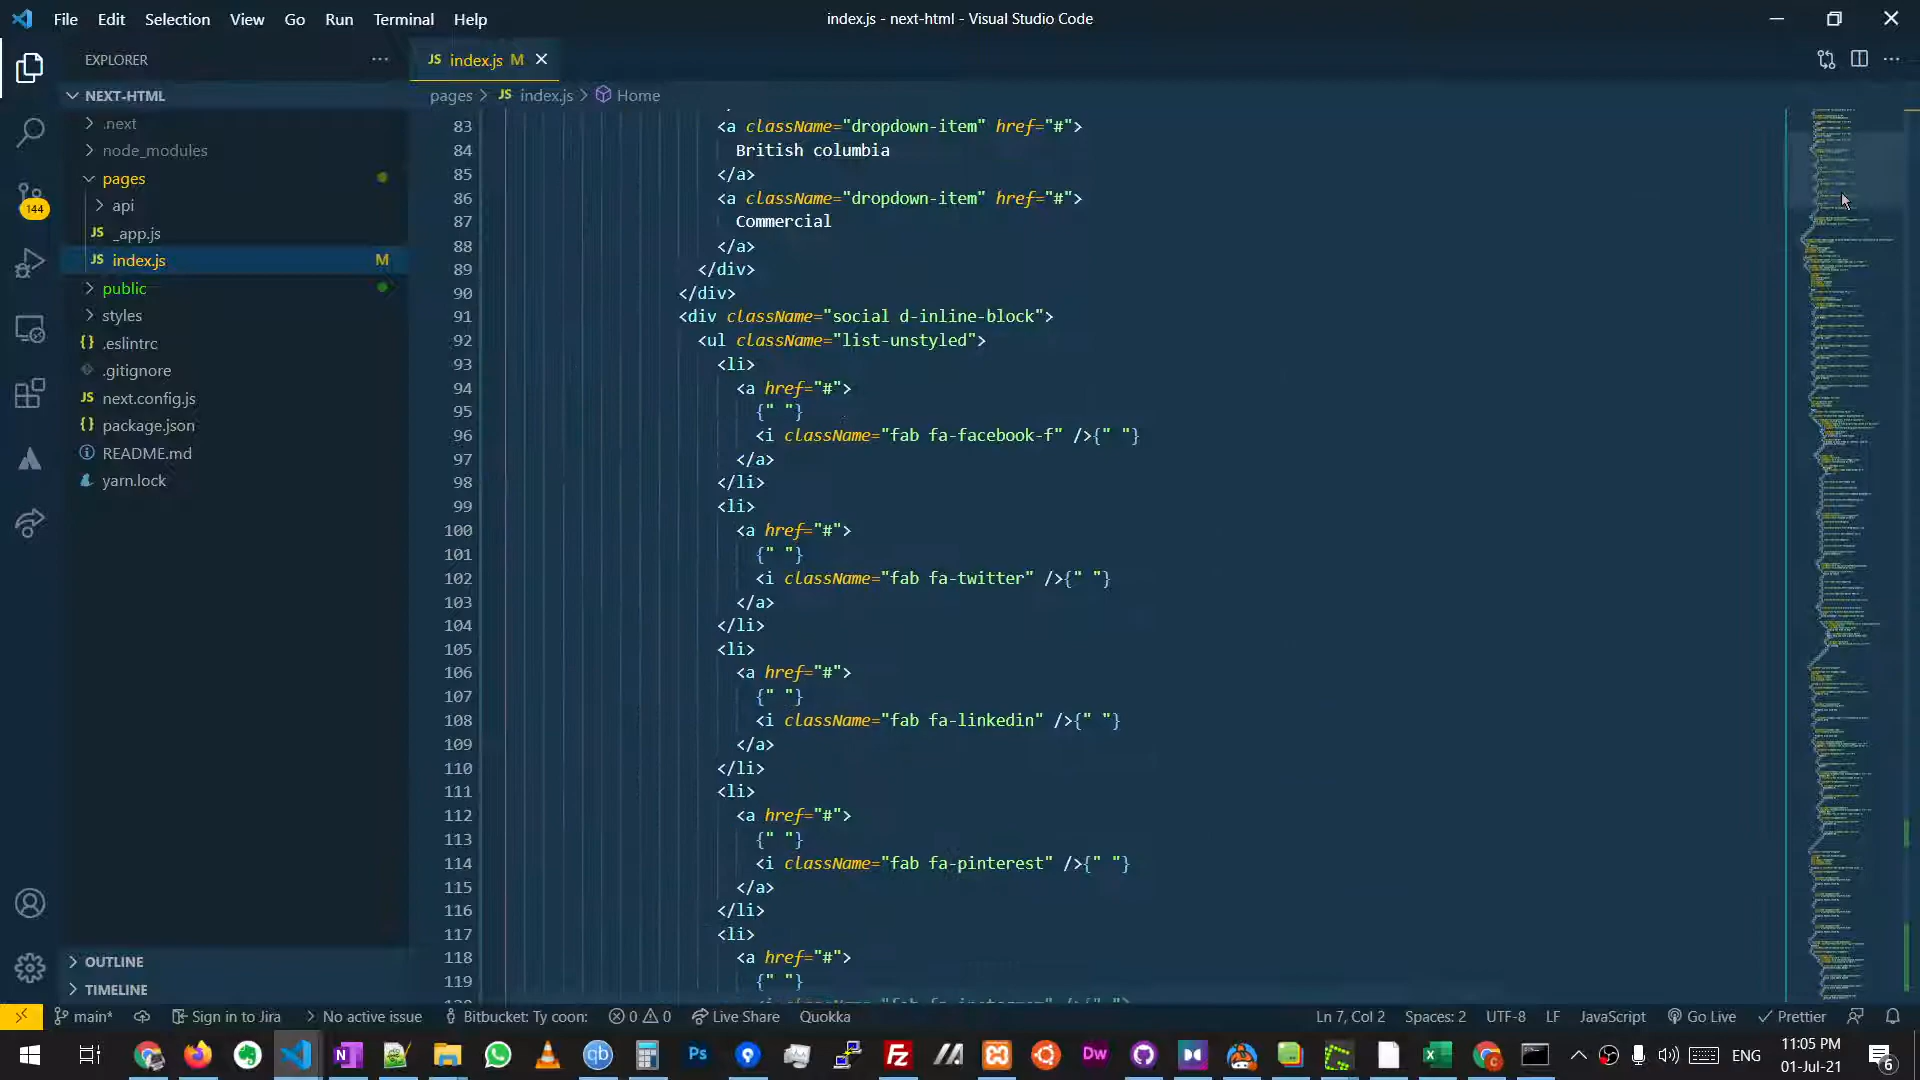 File Edit Selection View Go Run Terminal Help
index.js - next-html - Visual Studio Code
EXPLORER
JS index.js M
NEXT-HTML
pages > JS index.js > Home
.next
node_modules
pages
api
JS _app.js
JS index.js M
public
styles
{} .eslintrc
.gitignore
JS next.config.js
{} package.json
README.md
yarn.lock
144
83 <a className="dropdown-item" href="#">
84 British columbia
85 </a>
86 <a className="dropdown-item" href="#">
87 Commercial
88 </a>
89 </div>
90 </div>
91 <div className="social d-inline-block">
92 <ul className="list-unstyled">
93 <li>
94 <a href="#">
95 {" "}
96 <i className="fab fa-facebook-f" />{" "}
97 </a>
98 </li>
99 <li>
100 <a href="#">
101 {" "}
102 <i className="fab fa-twitter" />{" "}
103 </a>
104 </li>
105 <li>
106 <a href="#">
107 {" "}
108 <i className="fab fa-linkedin" />{" "}
109 </a>
110 </li>
111 <li>
112 <a href="#">
113 {" "}
114 <i className="fab fa-pinterest" />{" "}
115 </a>
116 </li>
117 <li>
118 <a href="#">
119 {" "}
OUTLINE
TIMELINE
main* Sign in to Jira No active issue Bitbucket: Ty coon: 0 0 Live Share Quokka
Ln 7, Col 2 Spaces: 2 UTF-8 LF JavaScript Go Live Prettier
N qb Ps Fz Dw X ENG
11:05 PM
01-Jul-21
6